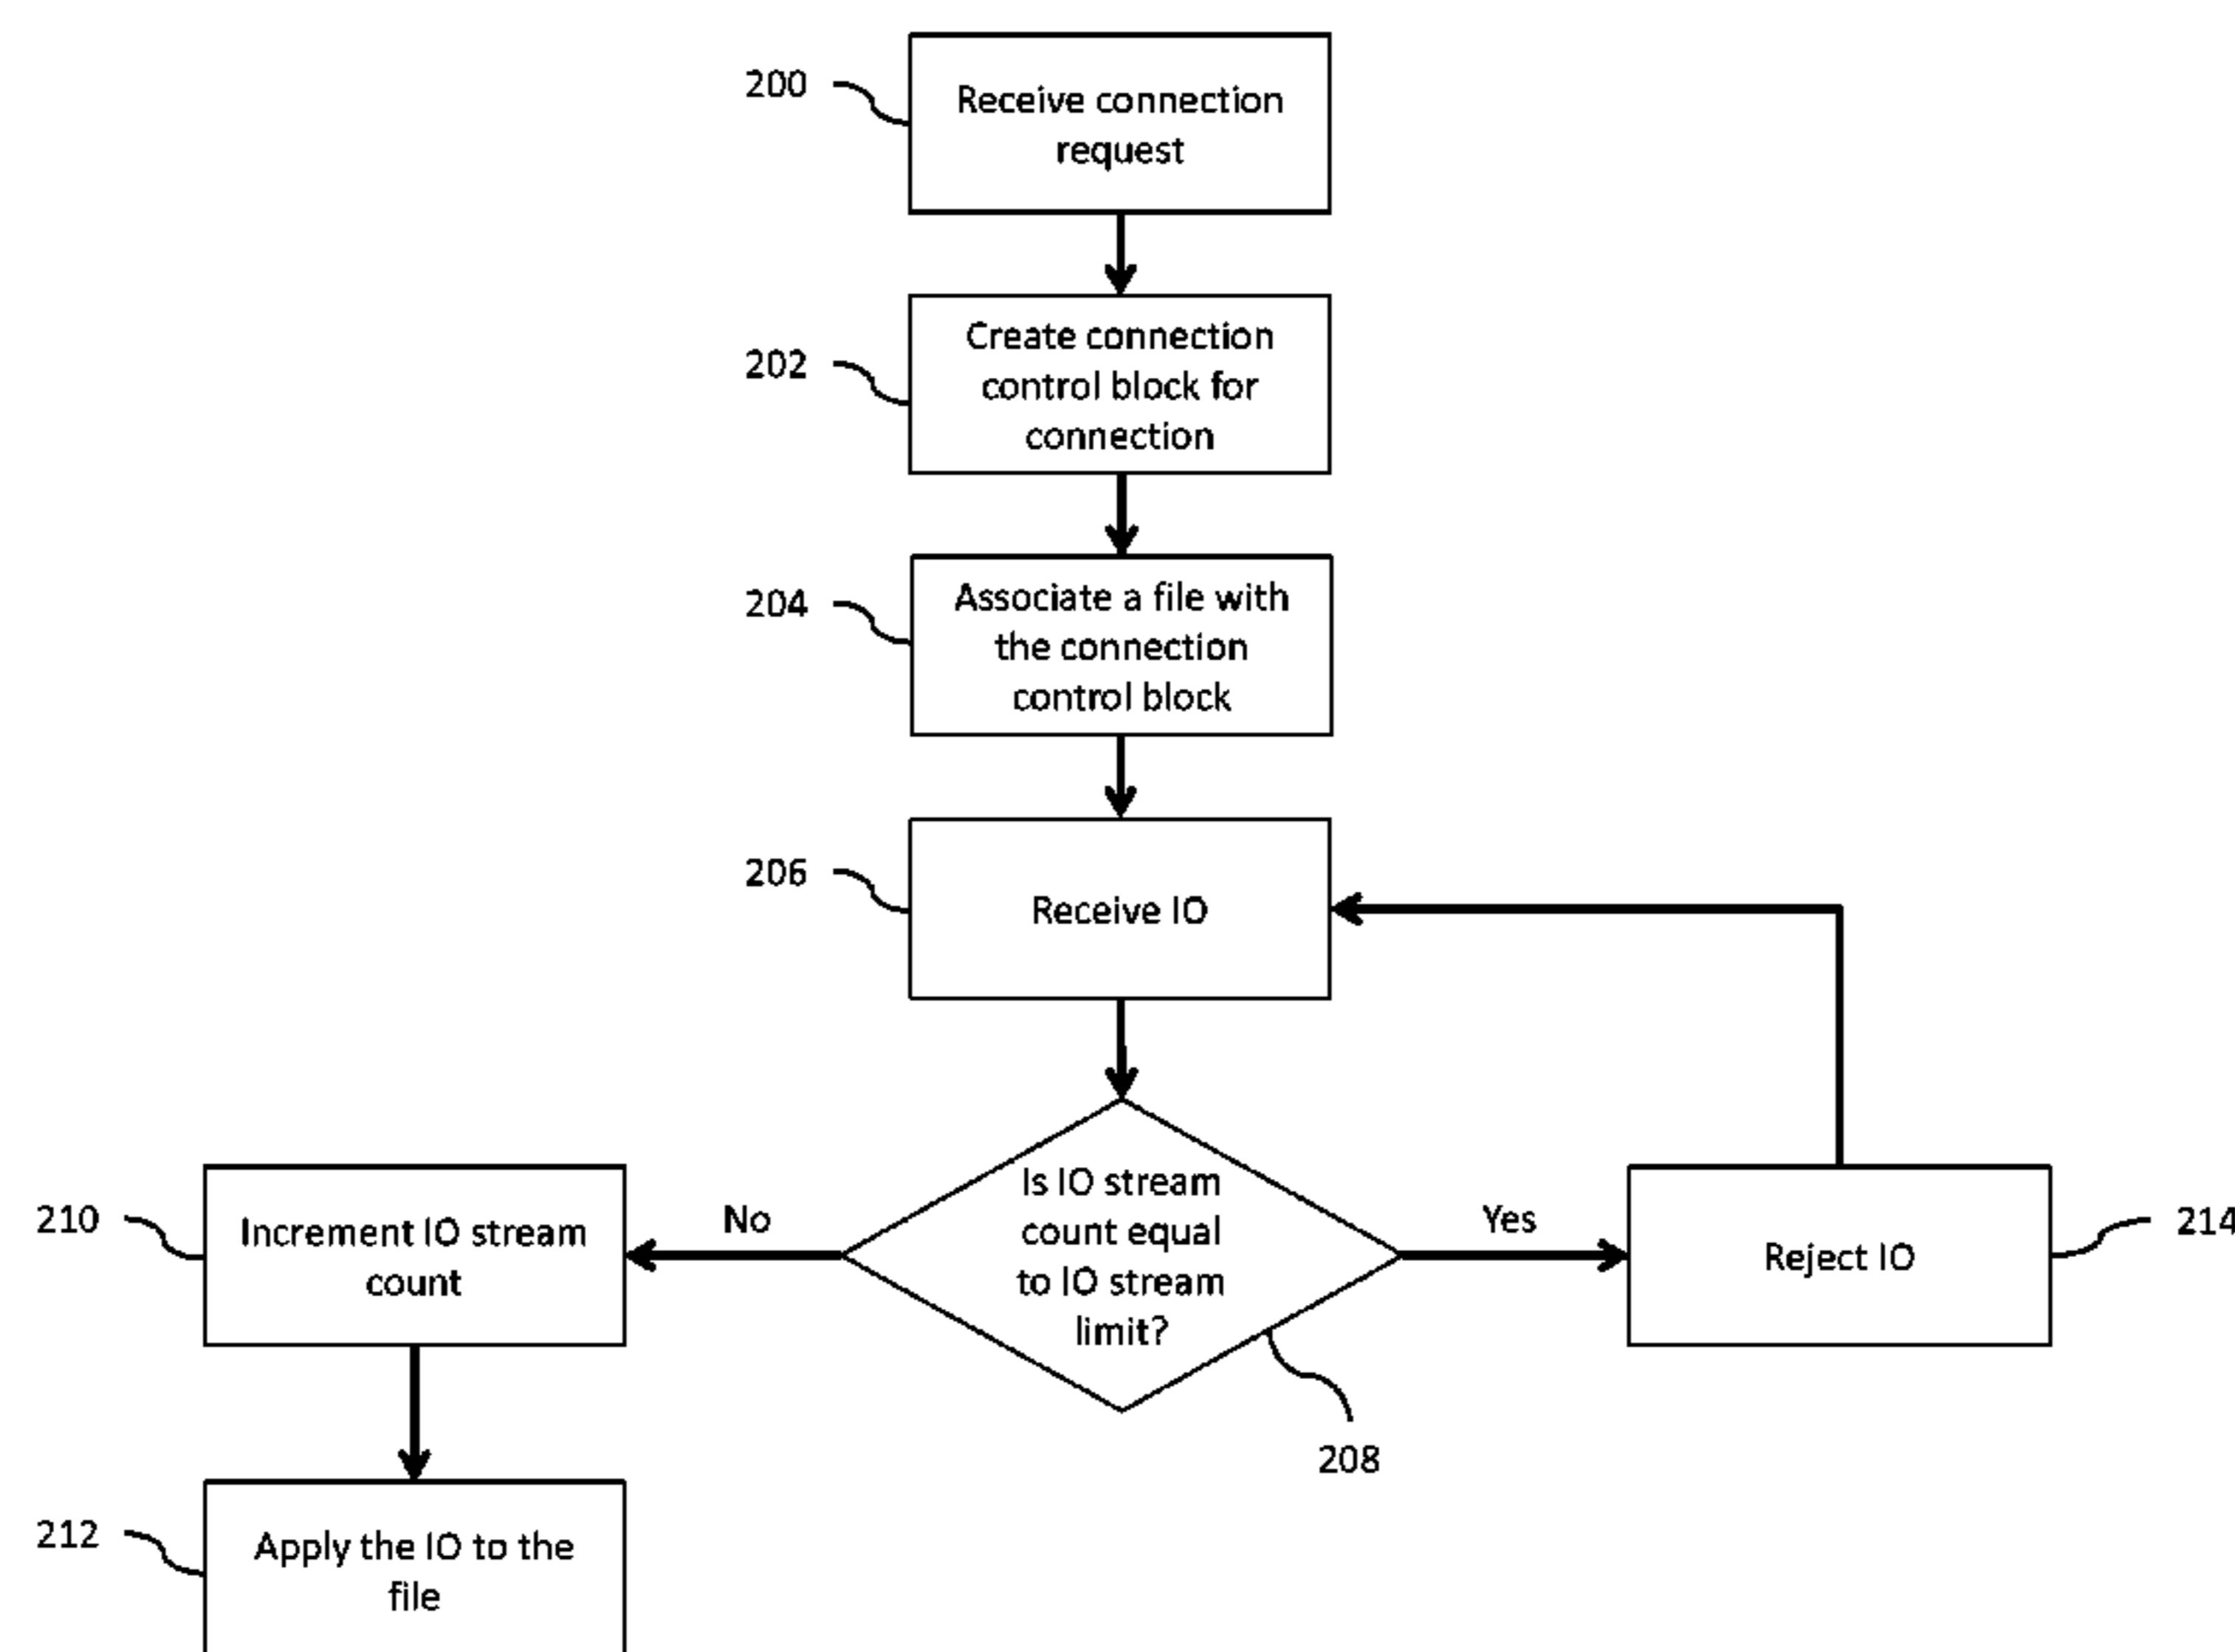 200
Receive connection
request
202
Create connection
control block for
connection
204
Associate a file with
the connection
control block
206
Receive IO
Is IO stream
count equal
to IO stream
limit?
208
No
Yes
210
Increment IO stream
count
Reject IO
214
212
Apply the IO to the
file